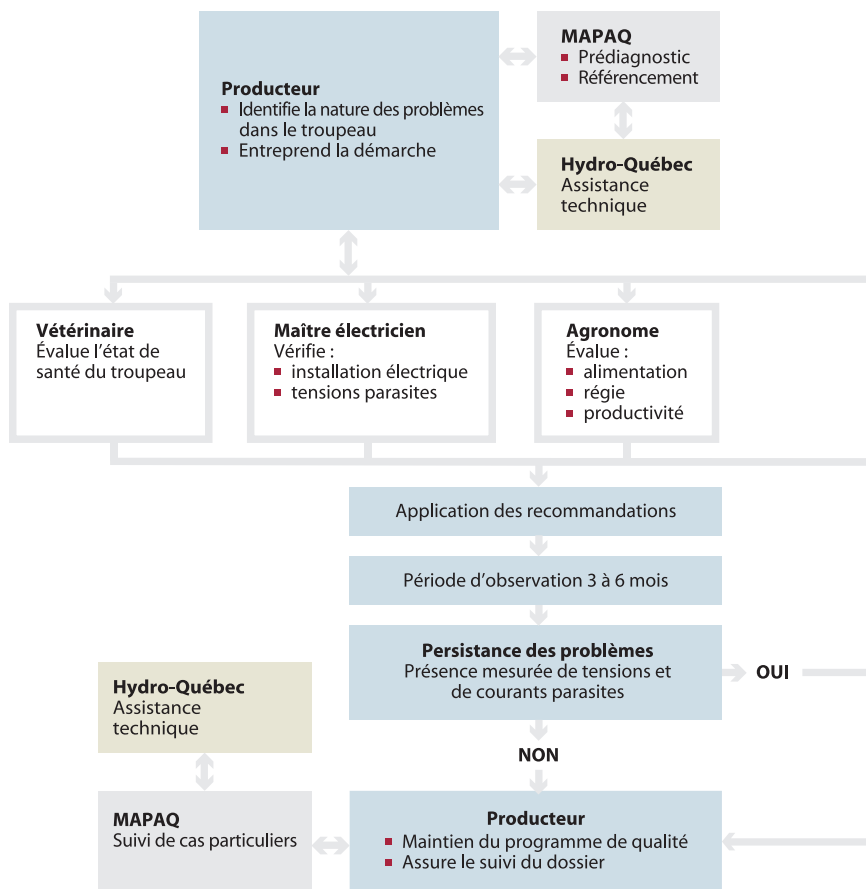 Producteur
Identifie la nature des problèmes
dans le troupeau
Entreprend la démarche
MAPAQ
Prédiagnostic
Référencement
Hydro-Québec
Assistance
technique
Vétérinaire
Évalue l'état de
santé du troupeau
Maître électricien
Vérifie :
installation électrique
tensions parasites
Agronome
Évalue :
alimentation
régie
productivité
Application des recommandations
Période d'observation 3 à 6 mois
Persistance des problèmes
Présence mesurée de tensions et
de courants parasites
OUI
NON
Hydro-Québec
Assistance
technique
MAPAQ
Suivi de cas particuliers
Producteur
Maintien du programme de qualité
Assure le suivi du dossier